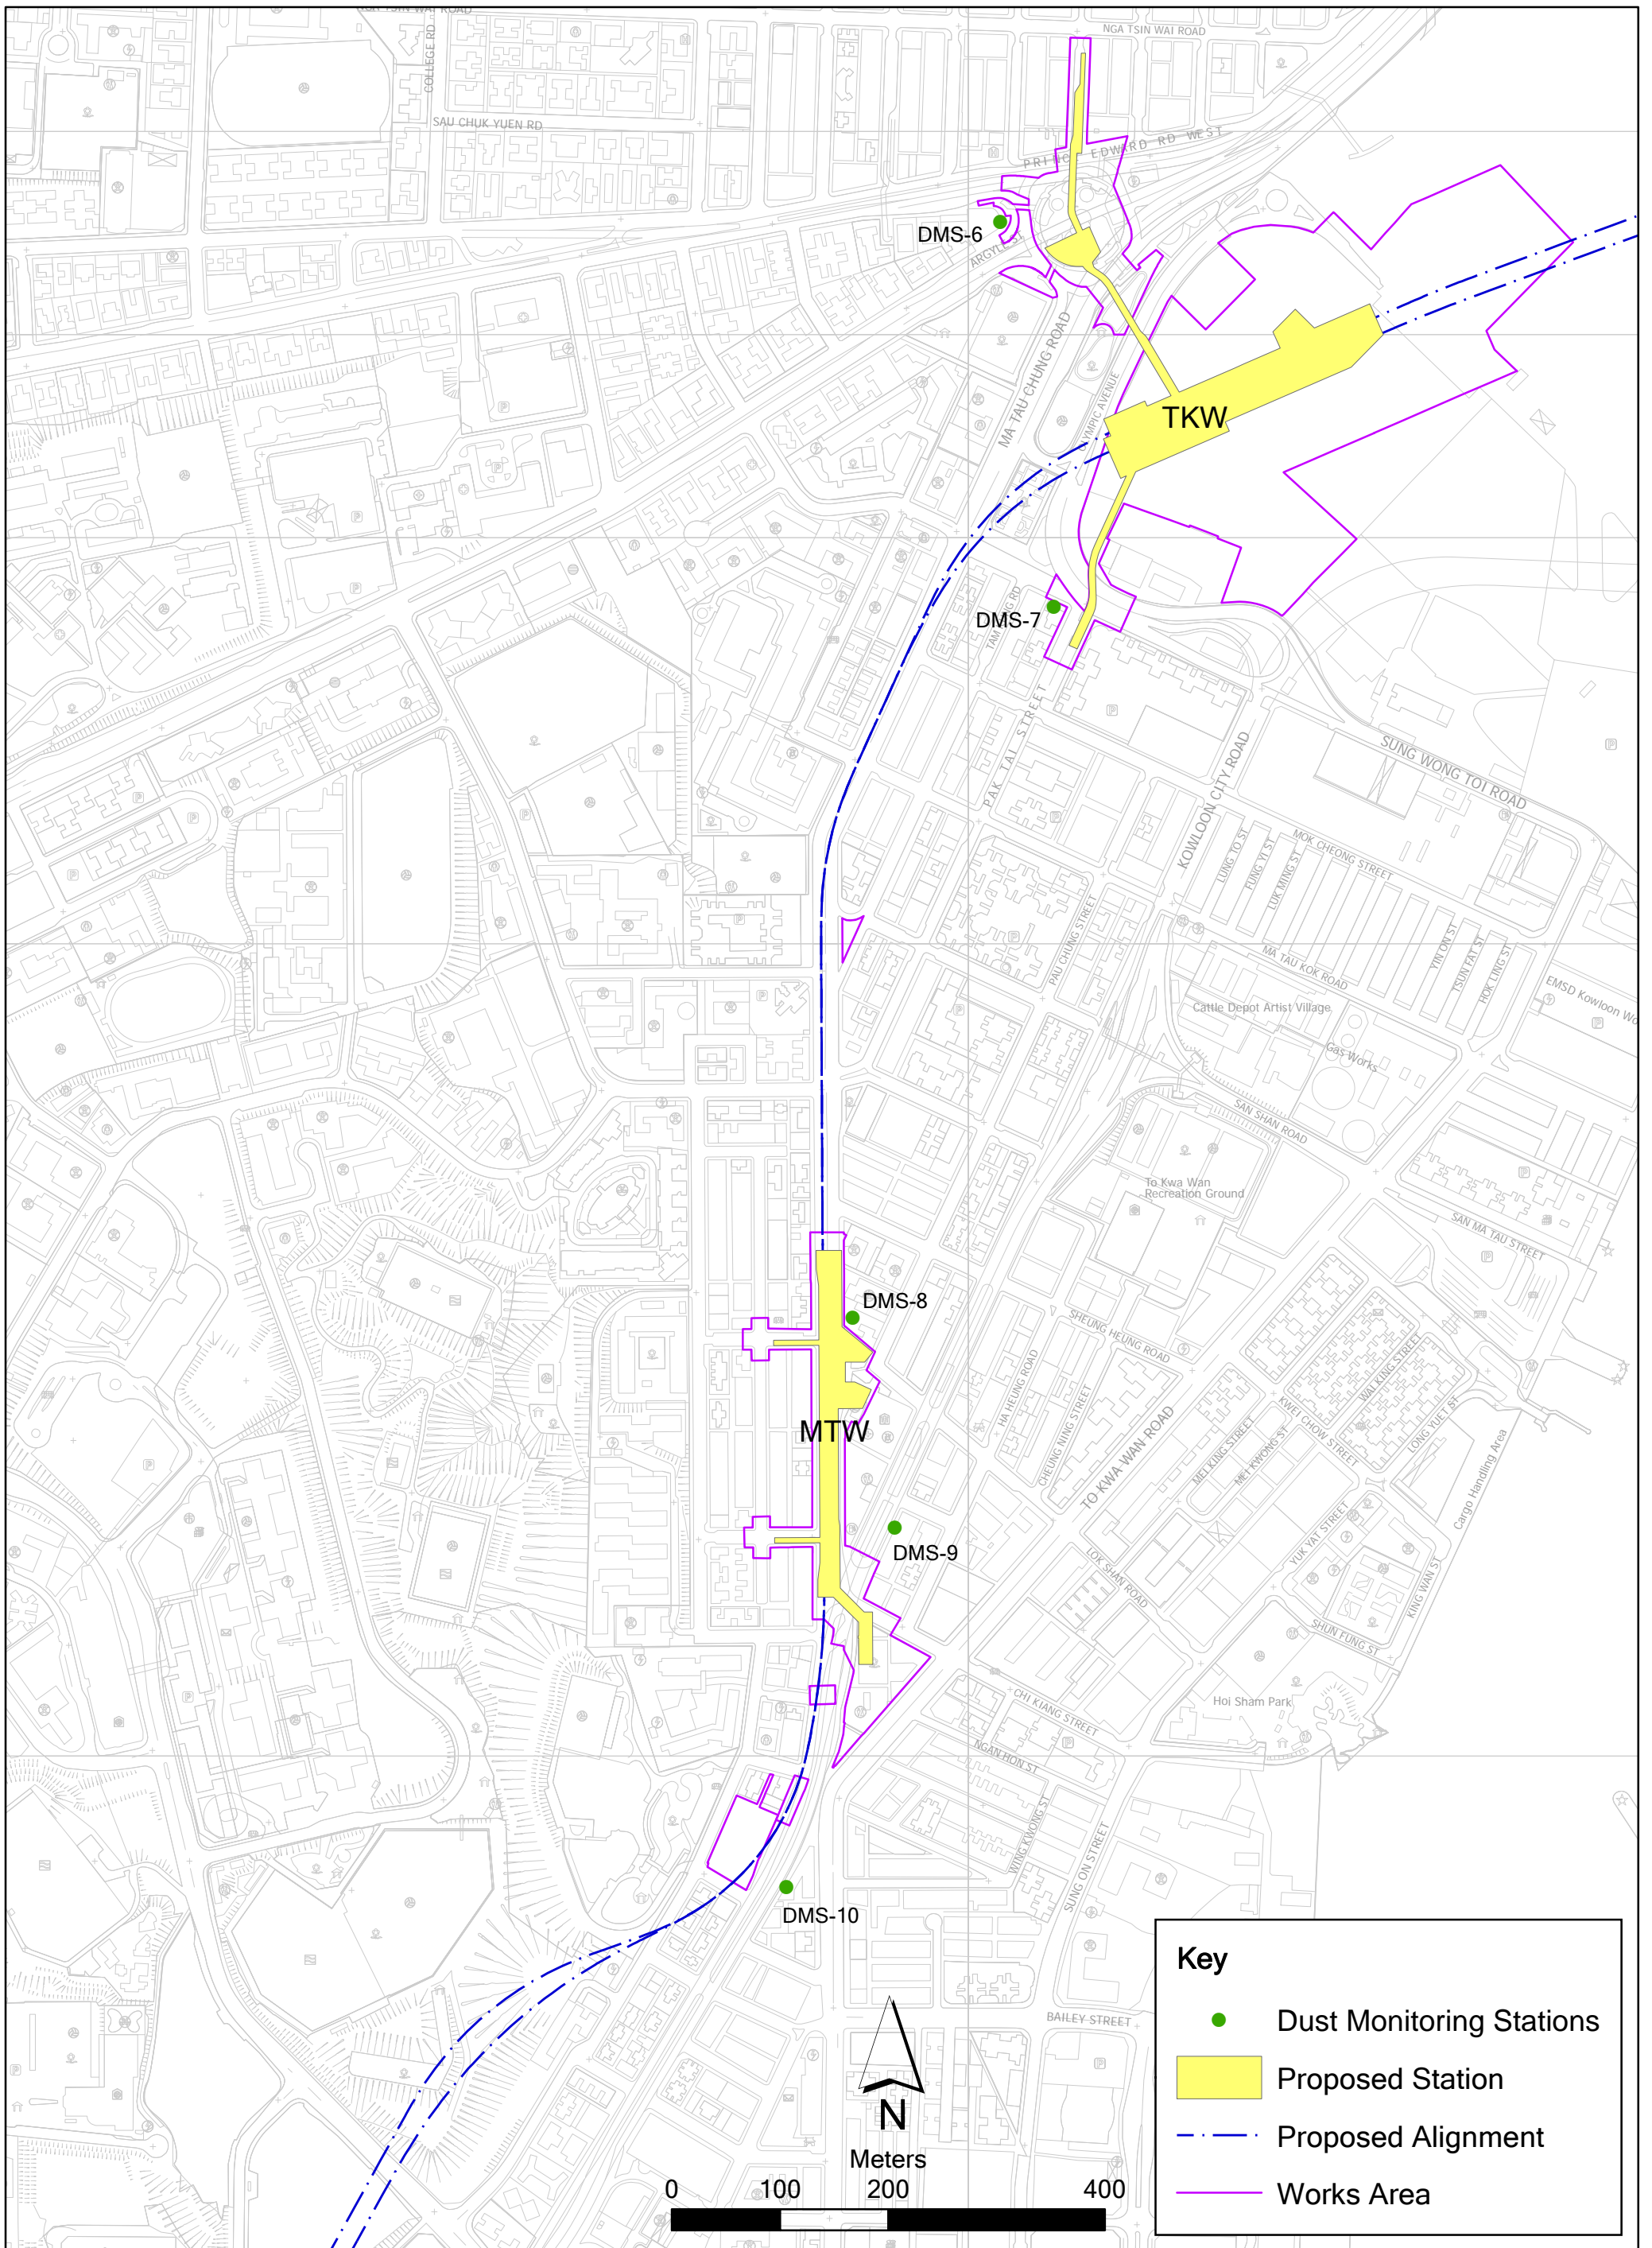 NGA TSIN WAI ROAD
COLLEGE RD
SAU CHUK YUEN RD
PRINCE EDWARD RD WEST
DMS-6
ARGYLE ST
MA TAU CHUNG ROAD
OLYMPIC AVENUE
TKW
DMS-7
PAK TAI STREET
KOWLOON CITY ROAD
SUNG WONG TOI ROAD
LUNG TO ST
FUNG YI ST
LUK MING ST
MOK CHEONG STREET
PAU CHUNG STREET
MA TAU KOK ROAD
YIN ON ST
TSUN FAT ST
HOK LING ST
EMSD Kowloon Wo
Cattle Depot Artist Village
Gas Works
SAN SHAN ROAD
To Kwa Wan
Recreation Ground
SAN MA TAU STREET
DMS-8
SHEUNG HEUNG ROAD
HA HEUNG ROAD
CHEUNG NING STREET
TO KWA WAN ROAD
MEI KING STREET
MEI KWONG ST
KWEI CHOW STREET
WAI KING STREET
LONG YUET ST
Cargo Handling Area
MTW
DMS-9
LOK SHAN ROAD
YUK YAT STREET
KING WAN ST
SHUN FUNG ST
Hoi Sham Park
CHI KIANG STREET
NGAN HON ST
WING KWONG ST
SUNG ON STREET
DMS-10
BAILEY STREET
N
Meters
0 100 200 400
Key
Dust Monitoring Stations
Proposed Station
Proposed Alignment
Works Area